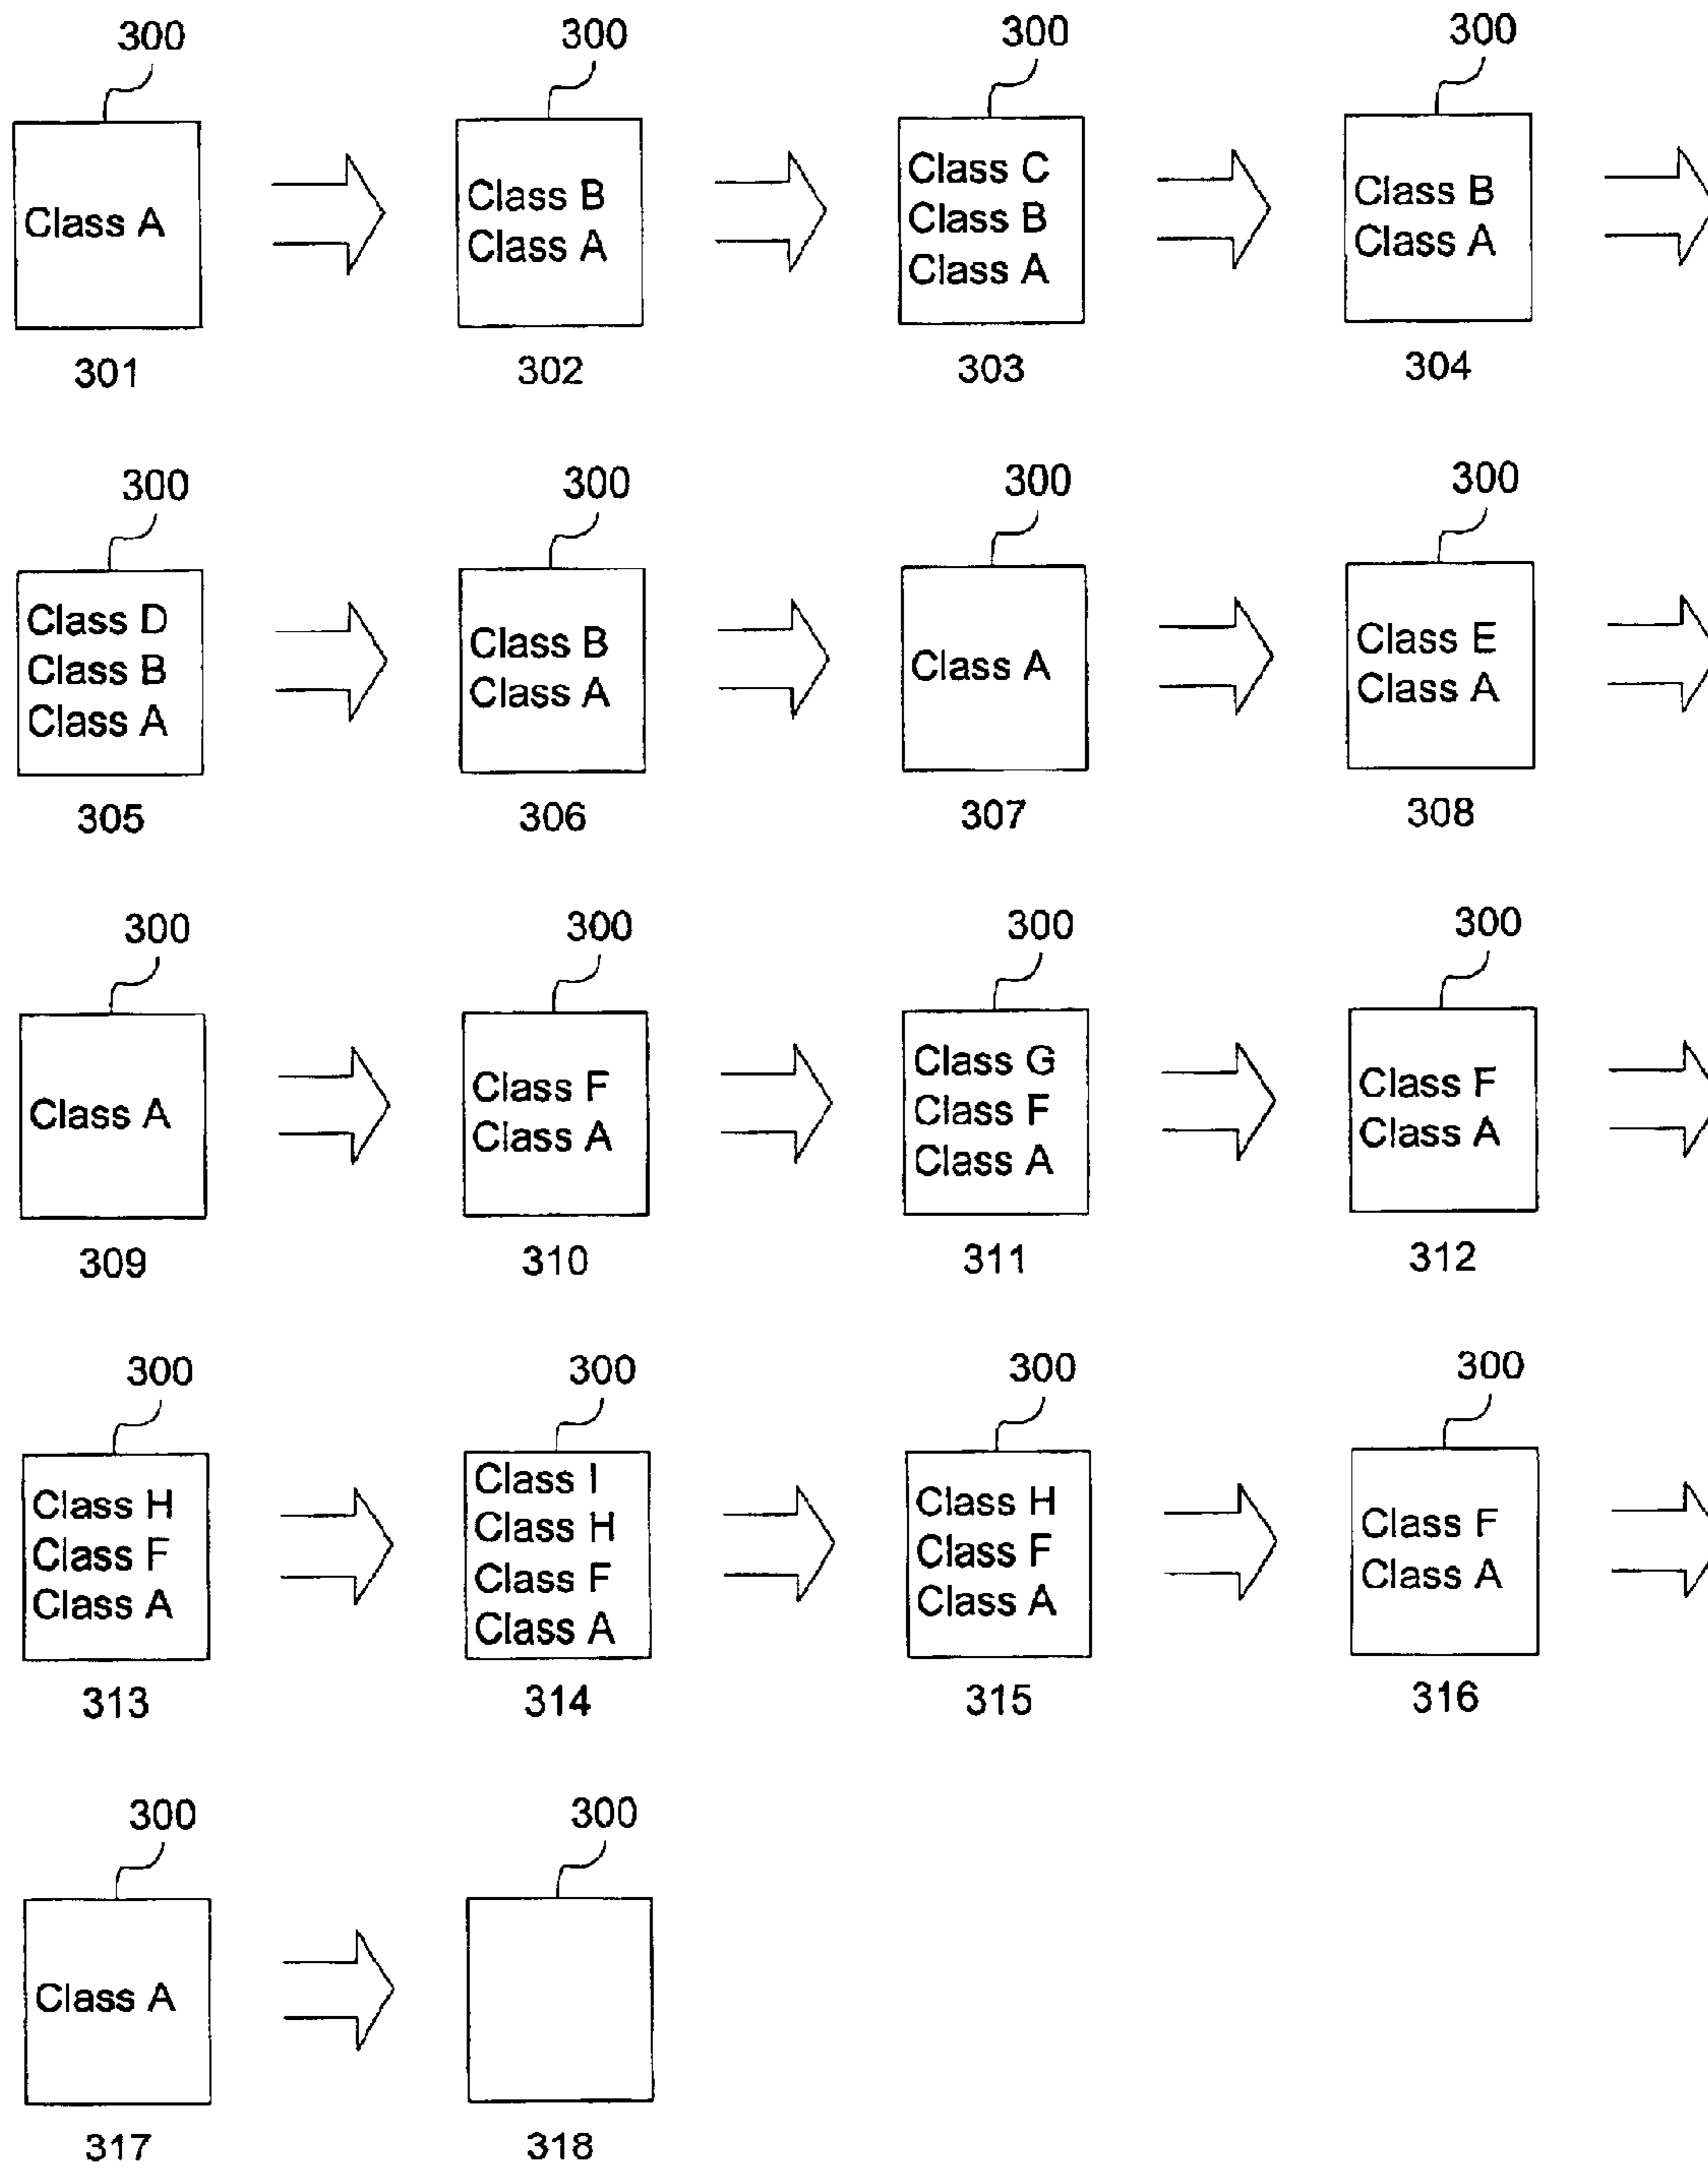 300
300
300
300
Class A
Class B
Class A
Class C
Class B
Class A
Class B
Class A
301
302
303
304
300
300
300
300
Class D
Class B
Class A
Class B
Class A
Class A
Class E
Class A
305
306
307
308
300
300
300
300
Class A
Class F
Class A
Class G
Class F
Class A
Class F
Class A
309
310
311
312
300
300
300
300
Class H
Class F
Class A
Class I
Class H
Class F
Class A
Class H
Class F
Class A
Class F
Class A
313
314
315
316
300
300
Class A
317
318